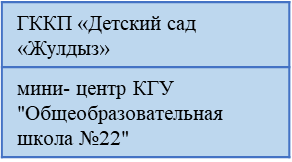 ГККП «Детский сад
«Жулдыз»
мини- центр КГУ
"Общеобразовательная
школа №22"